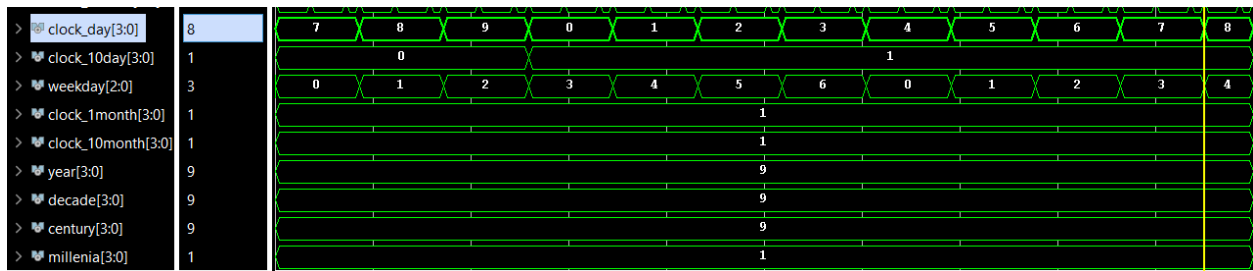 clock_day[3:0] 8 7 8 9 0 1 2 3 4 5 6 7 8
clock_10day[3:0] 1 0 1
weekday[2:0] 3 0 1 2 3 4 5 6 0 1 2 3 4
clock_1month[3:0] 1 1
clock_10month[3:0] 1 1
year[3:0] 9 9
decade[3:0] 9 9
century[3:0] 9 9
millenia[3:0] 1 1